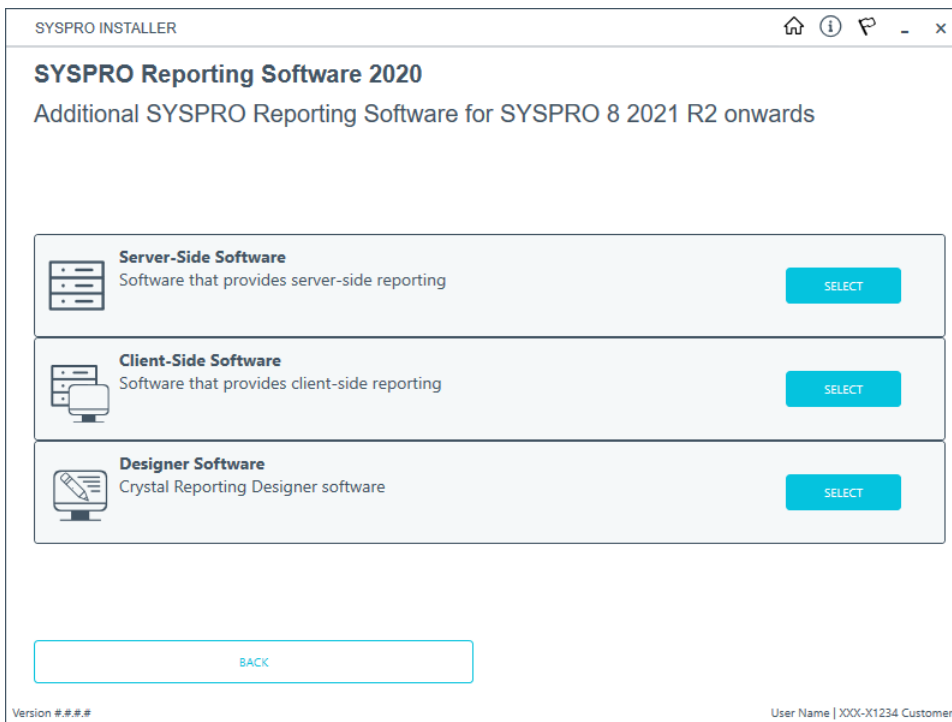 SYSPRO INSTALLER
SYSPRO Reporting Software 2020
Additional SYSPRO Reporting Software for SYSPRO 8 2021 R2 onwards
Server-Side Software
Software that provides server-side reporting
SELECT
Client-Side Software
Software that provides client-side reporting
SELECT
Designer Software
Crystal Reporting Designer software
SELECT
BACK
Version #.#.#.#
User Name | XXX-X1234 Customer